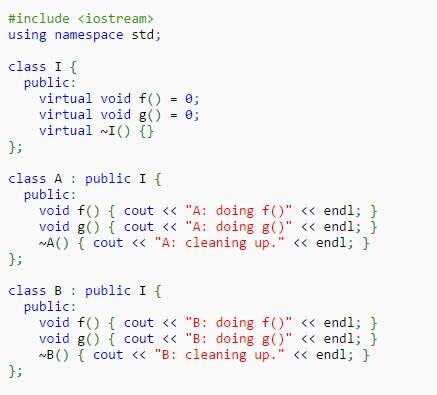 #include <iostream>
using namespace std;
class I {
public:
virtual void f() = 0;
virtual void g() = 0;
virtual ~I() {}
};
class A : public I {
public:
void f() { cout << "A: doing f()" << endl; }
void g() { cout << "A: doing g()" << endl; }
~A() { cout << "A: cleaning up." << endl; }
};
class B : public I {
public:
void f() { cout << "B: doing f()" << endl; }
void g() { cout << "B: doing g()" << endl; }
~B() { cout << "B: cleaning up." << endl; }
};